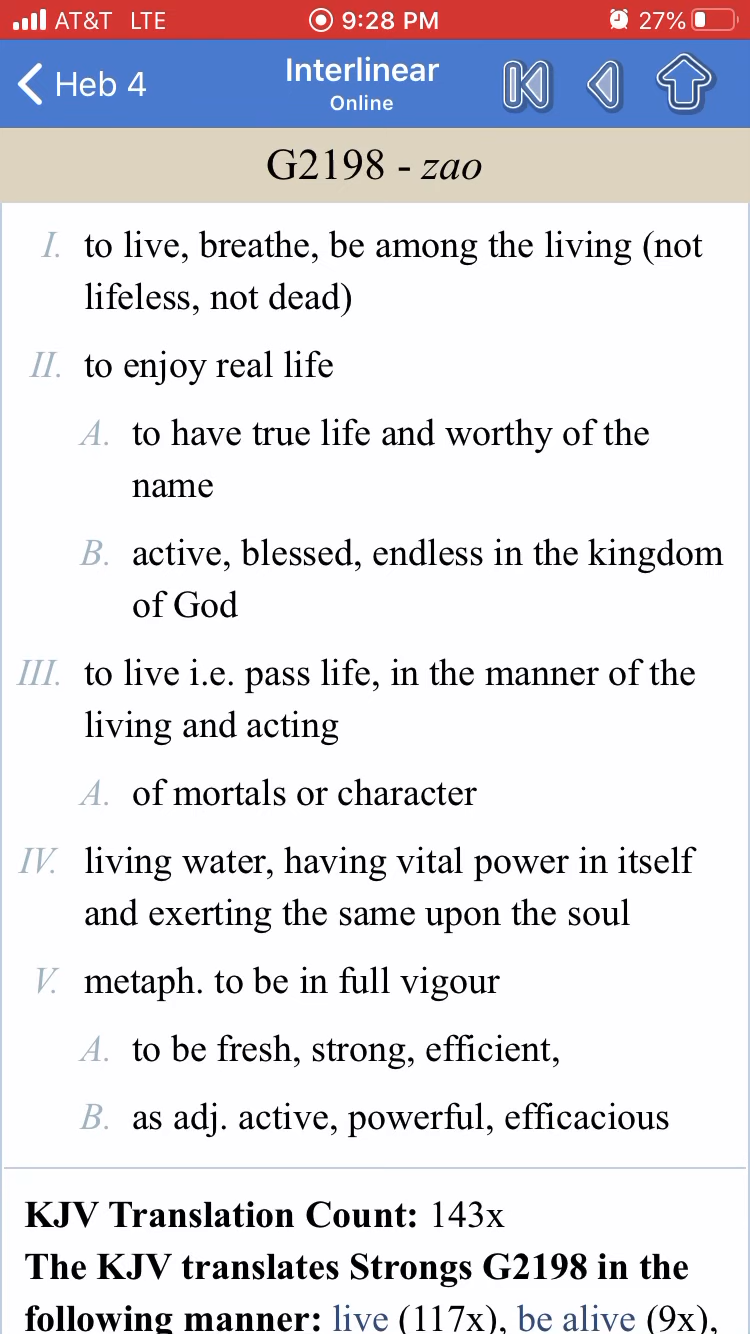 AT&T LTE 9:28 PM 27%
Heb 4 Interlinear
Online
G2198 - zao
I. to live, breathe, be among the living (not
lifeless, not dead)
II. to enjoy real life
A. to have true life and worthy of the
name
B. active, blessed, endless in the kingdom
of God
III. to live i.e. pass life, in the manner of the
living and acting
A. of mortals or character
IV. living water, having vital power in itself
and exerting the same upon the soul
V. metaph. to be in full vigour
A. to be fresh, strong, efficient,
B. as adj. active, powerful, efficacious
KJV Translation Count: 143x
The KJV translates Strongs G2198 in the
following manner: live (117x), be alive (9x),